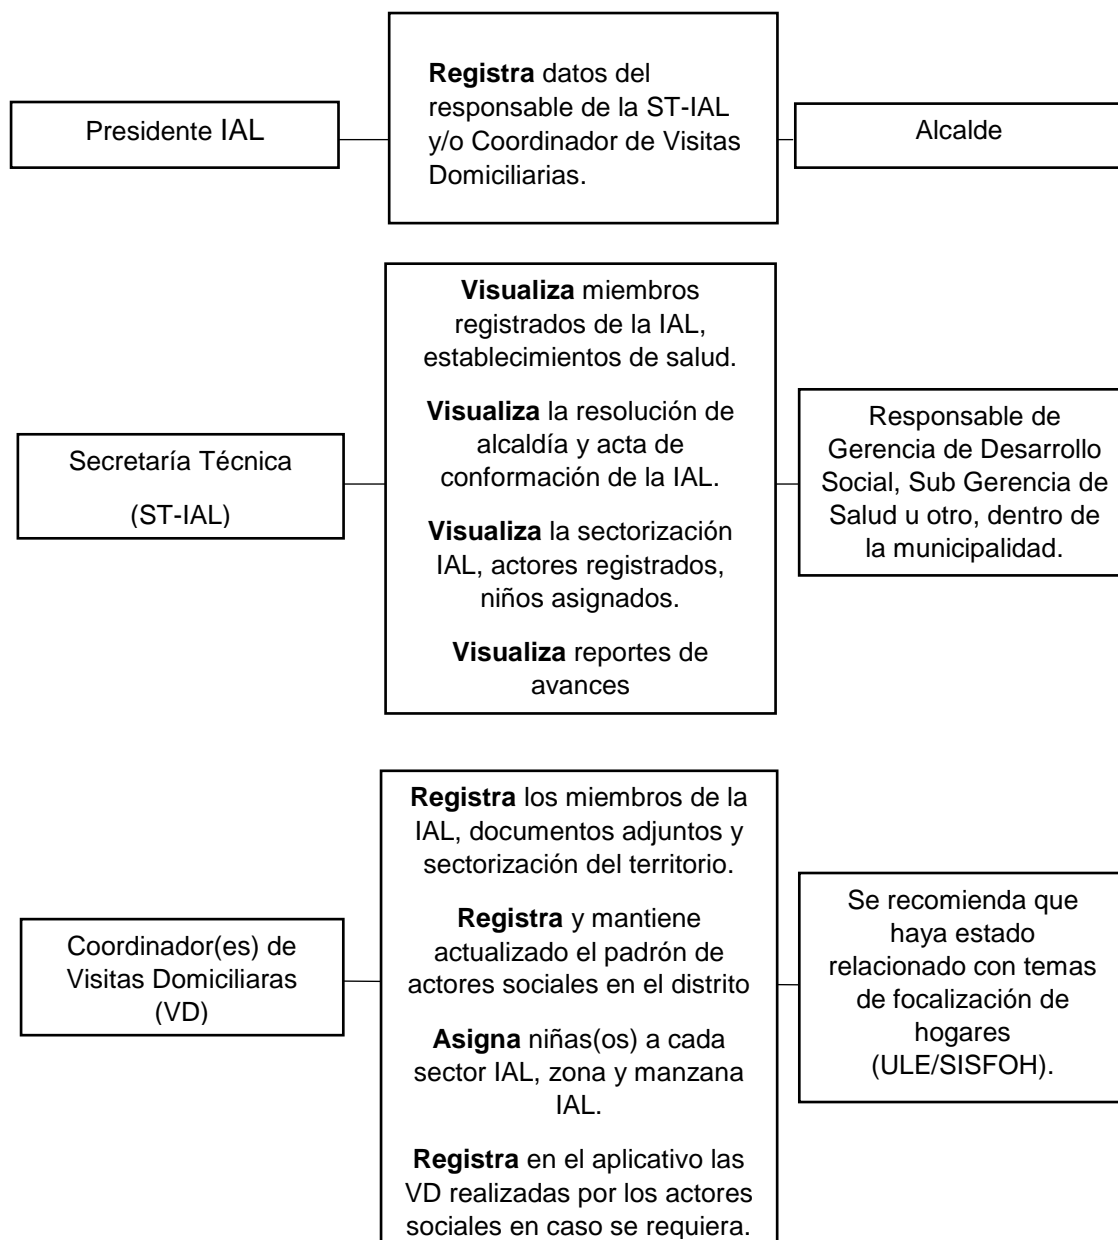 Presidente IAL
Registra datos del
responsable de la ST-IAL
y/o Coordinador de Visitas
Domiciliarias.
Alcalde
Secretaría Técnica
(ST-IAL)
Visualiza miembros
registrados de la IAL,
establecimientos de salud.
Visualiza la resolución de
alcaldía y acta de
conformación de la IAL.
Visualiza la sectorización
IAL, actores registrados,
niños asignados.
Visualiza reportes de
avances
Responsable de
Gerencia de Desarrollo
Social, Sub Gerencia de
Salud u otro, dentro de
la municipalidad.
Coordinador(es) de
Visitas Domiciliaras
(VD)
Registra los miembros de la
IAL, documentos adjuntos y
sectorización del territorio.
Registra y mantiene
actualizado el padrón de
actores sociales en el distrito
Asigna niñas(os) a cada
sector IAL, zona y manzana
IAL.
Registra en el aplicativo las
VD realizadas por los actores
sociales en caso se requiera.
Se recomienda que
haya estado
relacionado con temas
de focalización de
hogares
(ULE/SISFOH).